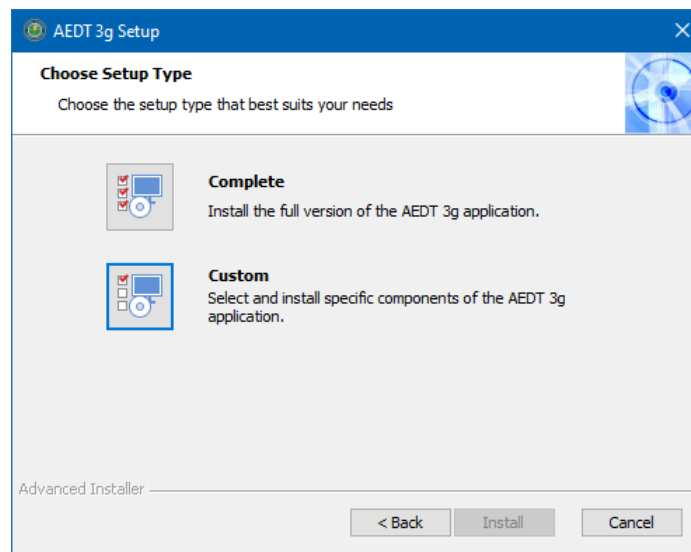 AEDT 3g Setup
Choose Setup Type
Choose the setup type that best suits your needs
Complete
Install the full version of the AEDT 3g application.
Custom
Select and install specific components of the AEDT 3g
application.
Advanced Installer
< Back
Install
Cancel